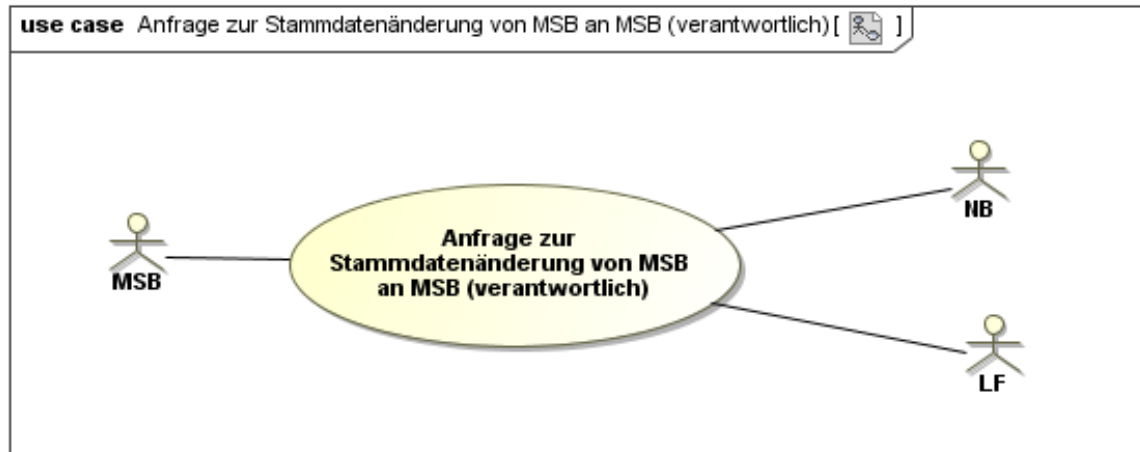 use case Anfrage zur Stammdatenänderung von MSB an MSB (verantwortlich) [ ]
NB
Anfrage zur
Stammdatenänderung von MSB
an MSB (verantwortlich)
MSB
LF